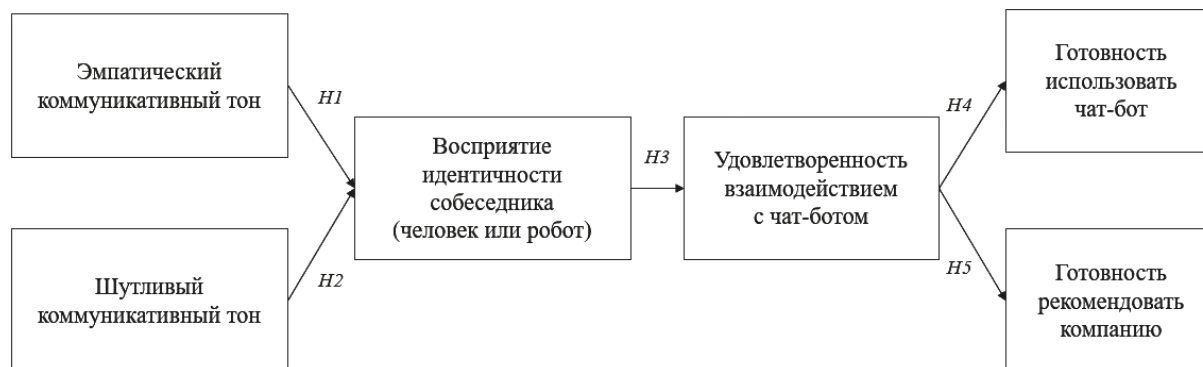 Эмпатический
коммуникативный тон
H1
Шутливый
коммуникативный тон
H2
Восприятие
идентичности
собеседника
(человек или робот)
H3
Удовлетворенность
взаимодействием
с чат-ботом
H4
Готовность
использовать
чат-бот
H5
Готовность
рекомендовать
компанию